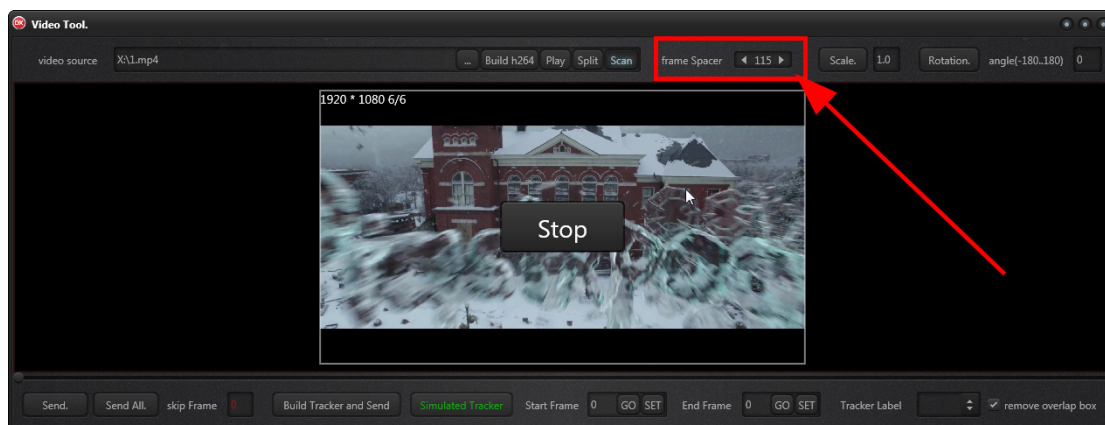 DX Video Tool.
video source X:\1.mp4 ... Build h264 Play Split Scan frame Spacer 115 Scale. 1.0 Rotation. angle(-180..180) 0
1920 * 1080 6/6
Stop
Send. Send All. skip Frame 0 Build Tracker and Send Simulated Tracker Start Frame 0 GO SET End Frame 0 GO SET Tracker Label remove overlap box